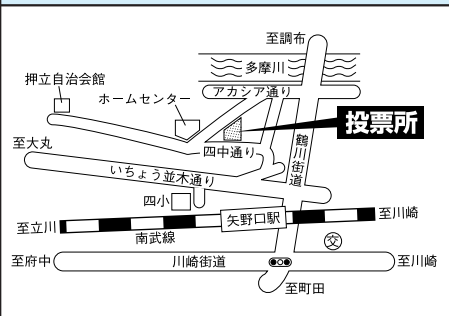 至調布
多摩川
押立自治会館
アカシア通り
ホームセンター
投票所
至大丸
四中通り
鶴川街道
いちょう並木通り
四小
矢野口駅
至川崎
至立川
南武線
交
至府中
川崎街道
至川崎
至町田